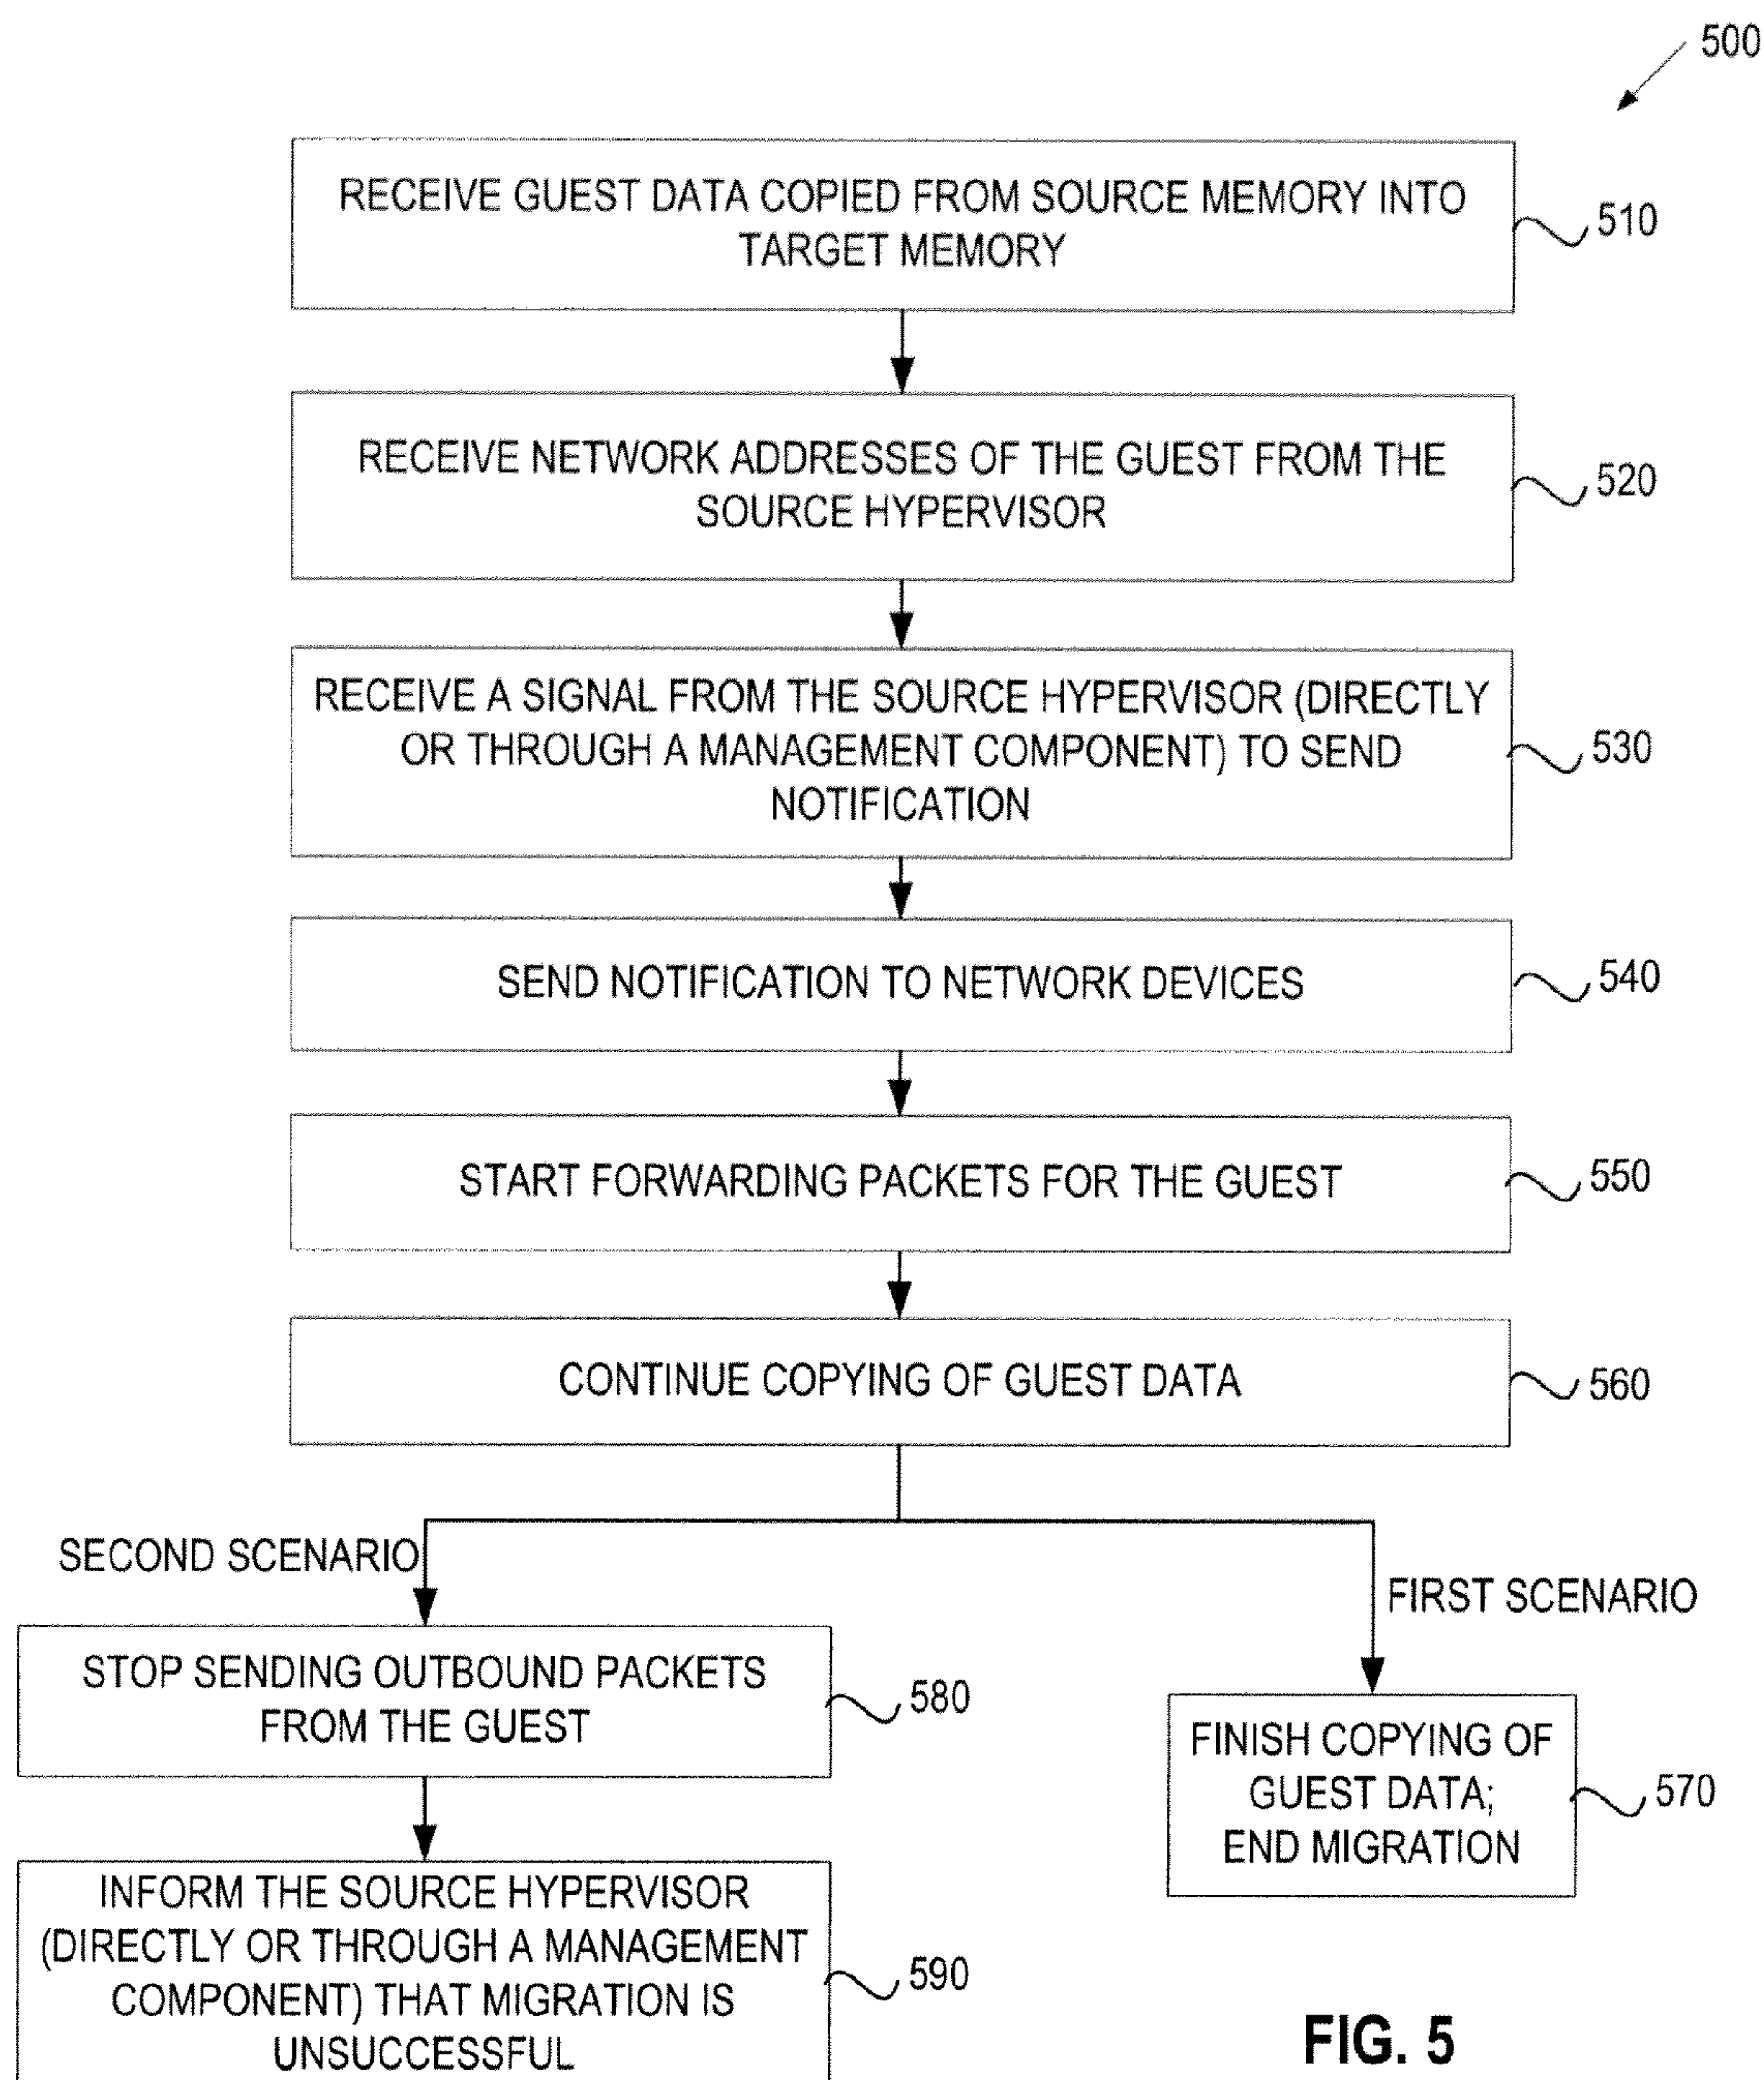 500
RECEIVE GUEST DATA COPIED FROM SOURCE MEMORY INTO
TARGET MEMORY
510
RECEIVE NETWORK ADDRESSES OF THE GUEST FROM THE
SOURCE HYPERVISOR
520
RECEIVE A SIGNAL FROM THE SOURCE HYPERVISOR (DIRECTLY
OR THROUGH A MANAGEMENT COMPONENT) TO SEND
NOTIFICATION
530
SEND NOTIFICATION TO NETWORK DEVICES
540
START FORWARDING PACKETS FOR THE GUEST
550
CONTINUE COPYING OF GUEST DATA
560
SECOND SCENARIO
FIRST SCENARIO
STOP SENDING OUTBOUND PACKETS
FROM THE GUEST
580
FINISH COPYING OF
GUEST DATA;
END MIGRATION
570
INFORM THE SOURCE HYPERVISOR
(DIRECTLY OR THROUGH A MANAGEMENT
COMPONENT) THAT MIGRATION IS
UNSUCCESSFUL
590
FIG. 5